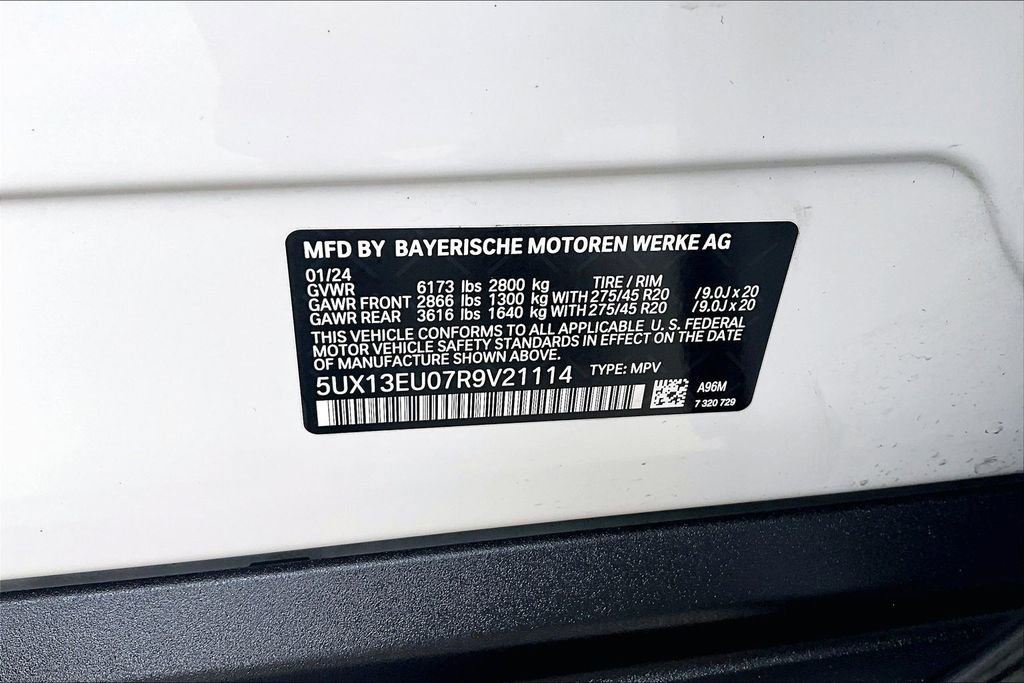 MFD BY BAYERISCHE MOTOREN WERKE AG
01/24 TIRE / RIM
GVWR 6173 lbs 2800 kg
GAWR FRONT 2866 lbs 1300 kg WITH 275/45 R20 /9.0J x 20
GAWR REAR 3616 lbs 1640 kg WITH 275/45 R20 /9.0J x 20
THIS VEHICLE CONFORMS TO ALL APPLICABLE U.S. FEDERAL
MOTOR VEHICLE SAFETY STANDARDS IN EFFECT ON THE DATE
OF MANUFACTURE SHOWN ABOVE.
5UX13EU07R9V21114 TYPE: MPV
A96M
7 320 729